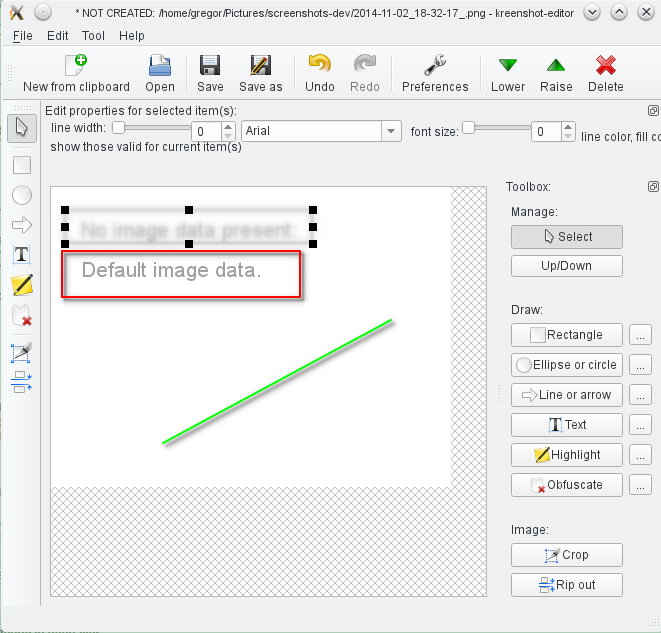 * NOT CREATED: /home/gregor/Pictures/screenshots-dev/2014-11-02_18-32-17_.png - kreenshot-editor
File Edit Tool Help
New from clipboard Open Save Save as Undo Redo Preferences Lower Raise Delete
Edit properties for selected item(s):
line width: 0 Arial font size: 0 line color, fill co
show those valid for current item(s)
No image data present:
Default image data.
T
Toolbox:
Manage:
Select
Up/Down
Draw:
Rectangle ...
Ellipse or circle ...
Line or arrow ...
T Text ...
Highlight ...
Obfuscate ...
Image:
Crop
Rip out